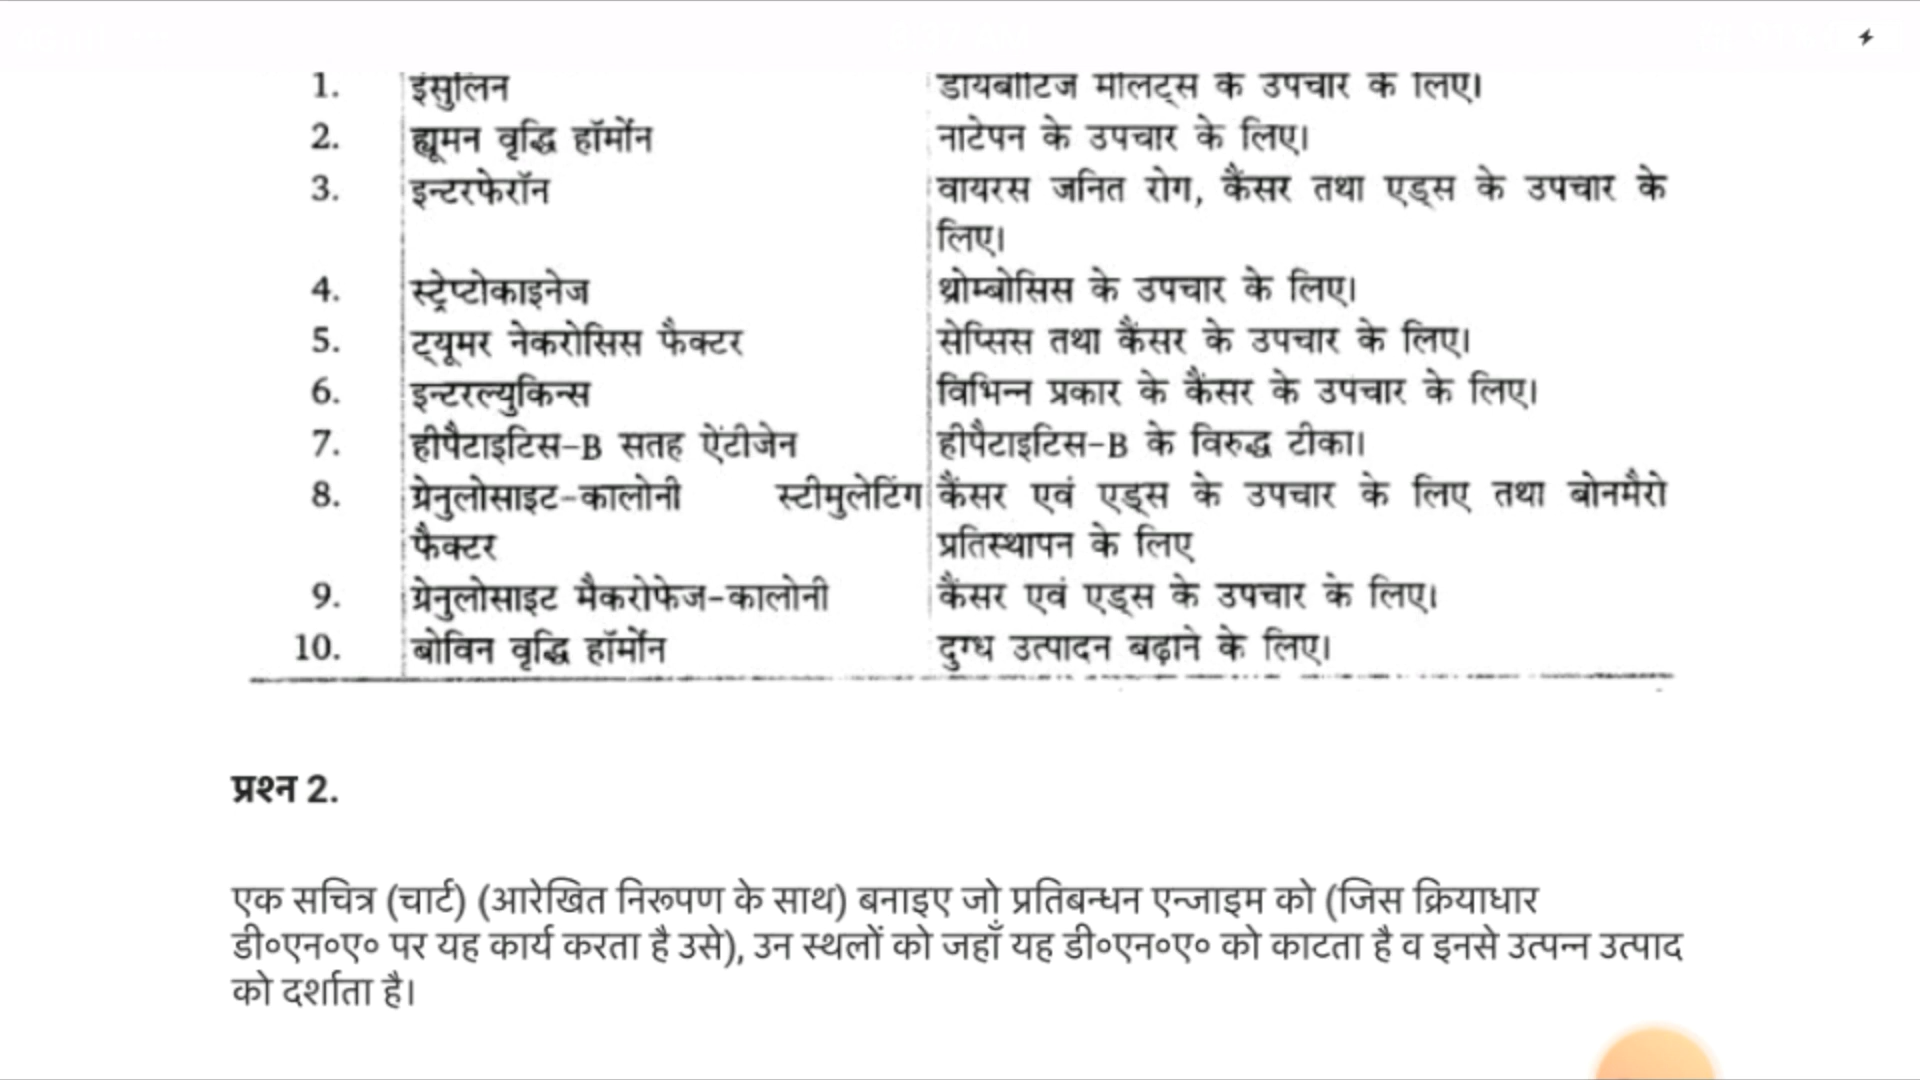 1. इंसुलिन डायबीटिज मीलिट्स के उपचार के लिए।
2. ह्यूमन वृद्धि हॉर्मोन नाटेपन के उपचार के लिए।
3. इन्टरफेरॉन वायरस जनित रोग, कैंसर तथा एड्स के उपचार के
लिए।
4. स्ट्रेप्टोकाइनेज थ्रोम्बोसिस के उपचार के लिए।
5. ट्यूमर नेकरोसिस फैक्टर सेप्सिस तथा कैंसर के उपचार के लिए।
6. इन्टरल्युकिन्स विभिन्न प्रकार के कैंसर के उपचार के लिए।
7. हीपैटाइटिस-B सतह ऐंटीजेन हीपैटाइटिस-B के विरुद्ध टीका।
8. ग्रेनुलोसाइट-कालोनी स्टीमुलेटिंग कैंसर एवं एड्स के उपचार के लिए तथा बोनमैरो
फैक्टर प्रतिस्थापन के लिए
9. ग्रेनुलोसाइट मैकरोफेज-कालोनी कैंसर एवं एड्स के उपचार के लिए।
10. बोविन वृद्धि हॉर्मोन दुग्ध उत्पादन बढ़ाने के लिए।
प्रश्न 2.
एक सचित्र (चार्ट) (आरेखित निरूपण के साथ) बनाइए जो प्रतिबन्धन एन्जाइम को (जिस क्रियाधार
डी०एन०ए० पर यह कार्य करता है उसे), उन स्थलों को जहाँ यह डी०एन०ए० को काटता है व इनसे उत्पन्न उत्पाद
को दर्शाता है।